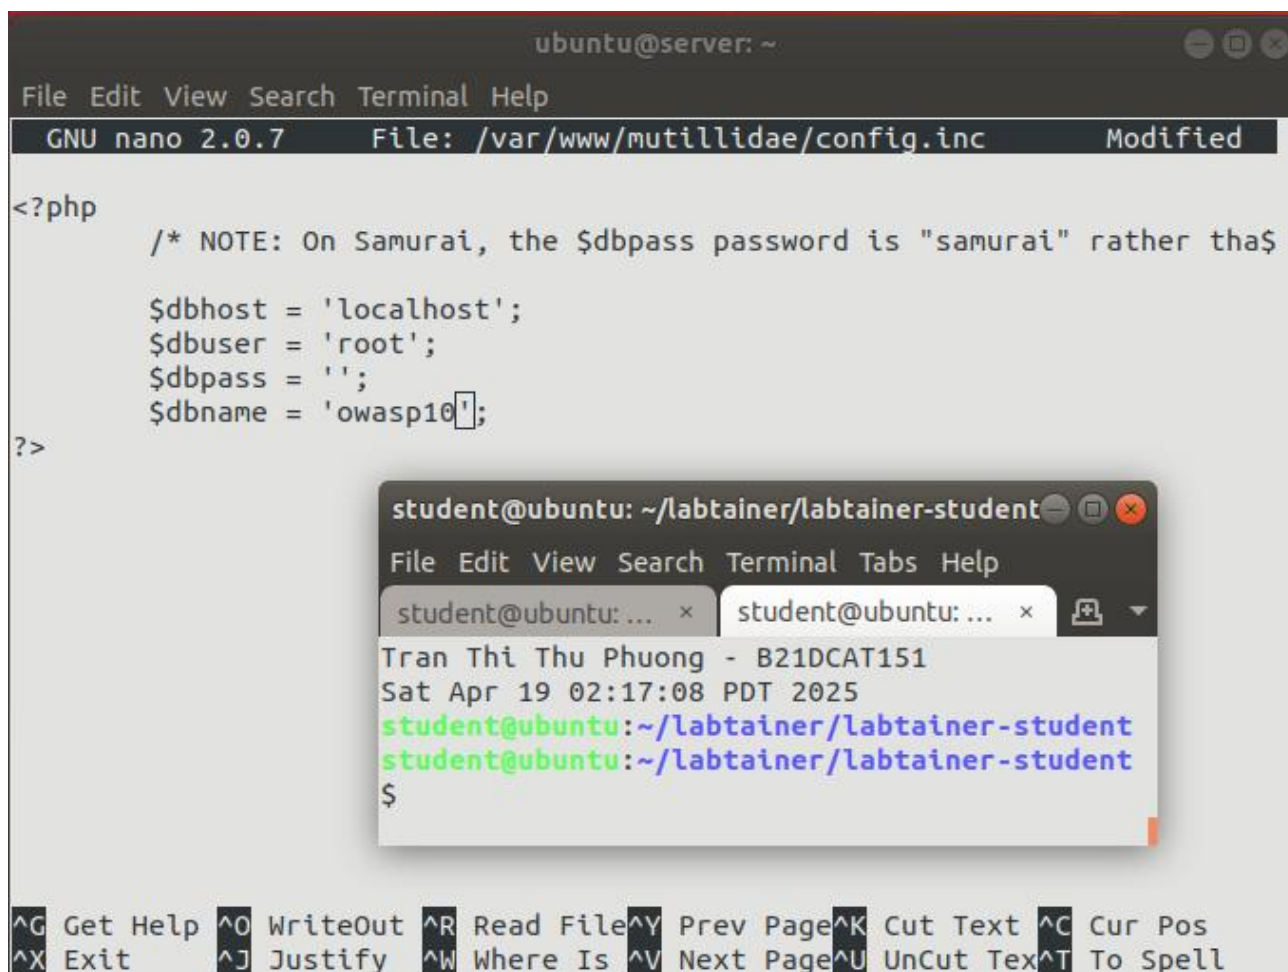 ubuntu@server: ~
File Edit View Search Terminal Help
GNU nano 2.0.7 File: /var/www/mutillidae/config.inc Modified
<?php
/* NOTE: On Samurai, the $dbpass password is "samurai" rather tha$
$dbhost = 'localhost';
$dbuser = 'root';
$dbpass = '';
$dbname = 'owasp10';
?>
student@ubuntu: ~/labtainer/labtainer-student
File Edit View Search Terminal Tabs Help
student@ubuntu: ... × student@ubuntu: ... ×
Tran Thi Thu Phuong - B21DCAT151
Sat Apr 19 02:17:08 PDT 2025
student@ubuntu:~/labtainer/labtainer-student
student@ubuntu:~/labtainer/labtainer-student
$
^G Get Help ^O WriteOut ^R Read File^Y Prev Page^K Cut Text ^C Cur Pos
^X Exit ^J Justify ^W Where Is ^V Next Page^U UnCut Tex^T To Spell